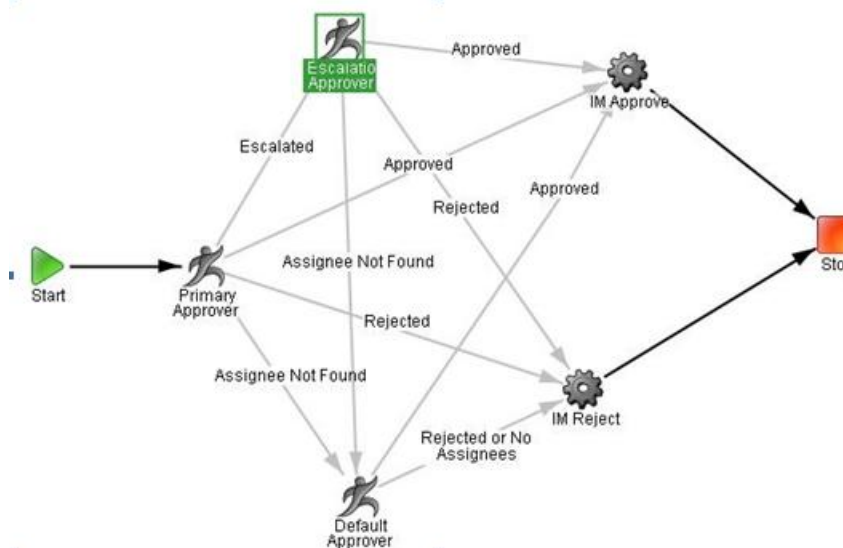 Approved
Escalatio
Approver
IM Approve
Escalated
Approved
Approved
Rejected
Assignee Not Found
Start
Primary
Approver
Sto
Rejected
Assignee Not Found
IM Reject
Rejected or No
Assignees
Default
Approver